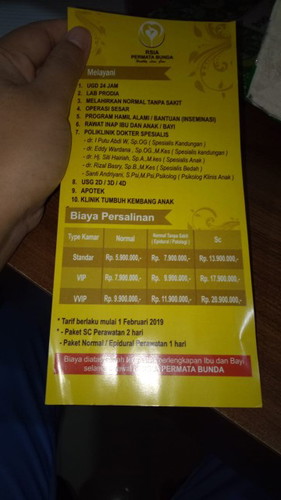 RSIA
PERMATA BUNDA
Melayani
1. UGD 24 JAM
2. LAB PRODIA
3. MELAHIRKAN NORMAL TANPA SAKIT
4. OPERASI BESAR
5. PROGRAM HAMIL ALAMI / BANTUAN (INSEMINASI)
6. RAWAT INAP IBU DAN ANAK / BAYI
7. POLIKLINIK DOKTER SPESIALIS
- dr. I Putu Abdi W, Sp.OG ( Spesialis Kandungan )
- dr. Eddy Wardana , Sp.OG.,M.Kes ( Spesialis kandungan )
- dr. Hj. Siti Hasnah, Sp.A.,M.Kes ( Spesialis Anak )
- dr. Rizal Basry, Sp.B.,M.Kes ( Spesialis Bedah )
- Santi Andriyani, S.Psi,M.Psi,Psikolog ( Psikolog Klinis Anak )
8. USG 2D / 3D / 4D
9. APOTEK
10. KLINIK TUMBUH KEMBANG ANAK
Biaya Persalinan
Type Kamar Normal Normal Tanpa Sakit (Epidural / Painless) Sc
Standar Rp. 5.900.000,- Rp. 7.900.000,- Rp. 13.900.000,-
VIP Rp. 7.900.000,- Rp. 9.900.000,- Rp. 17.900.000,-
VVIP Rp. 9.900.000,- Rp. 11.900.000,- Rp. 20.900.000,-
* Tarif berlaku mulai 1 Februari 2019
* - Paket SC Perawatan 2 hari
- Paket Normal / Epidural Perawatan 1 hari
Biaya diatas perlengkapan Ibu dan Bayi
PERMATA BUNDA